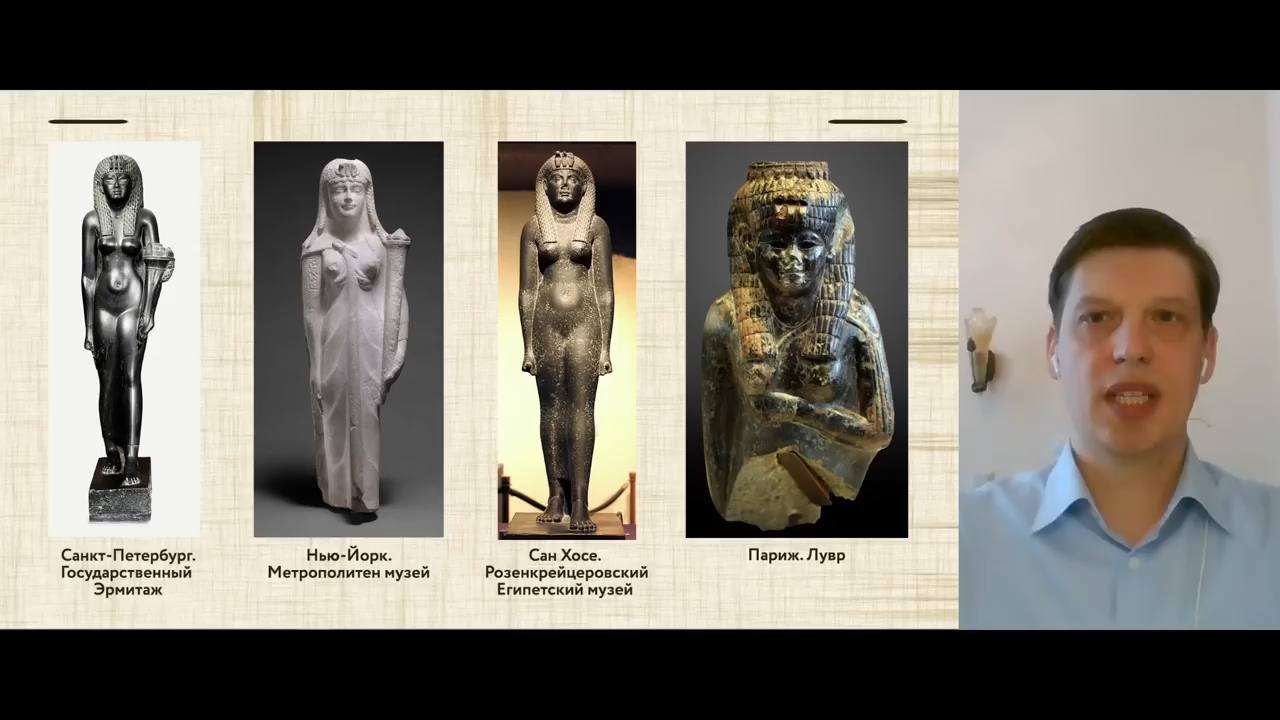 Санкт-Петербург.
Государственный
Эрмитаж
Нью-Йорк.
Метрополитен музей
Сан Хосе.
Розенкрейцеровский
Египетский музей
Париж. Лувр